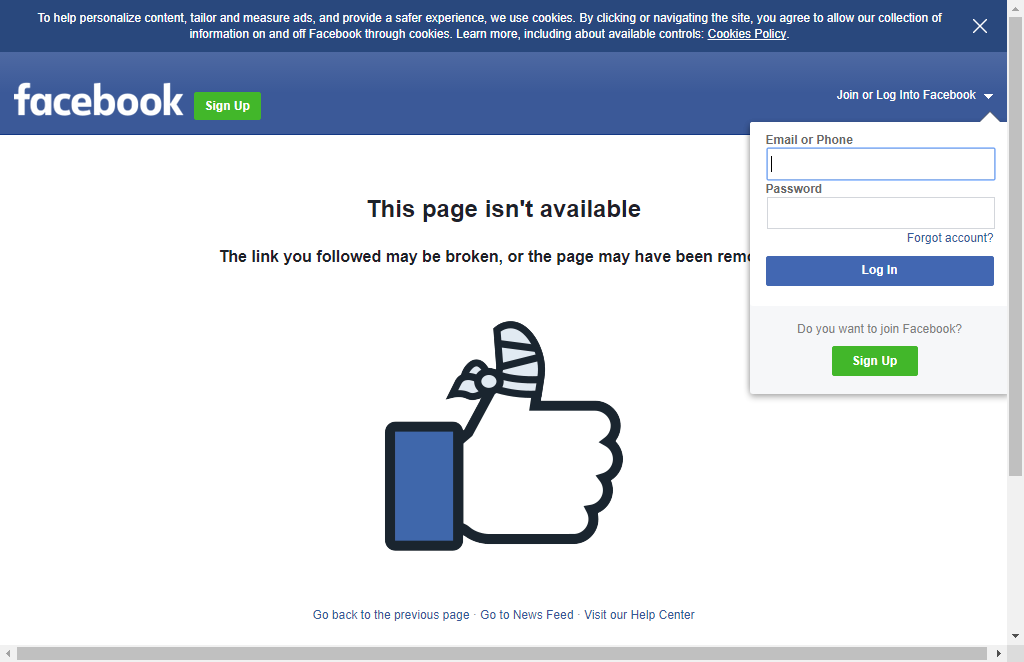 To help personalize content, tailor and measure ads, and provide a safer experience, we use cookies. By clicking or navigating the site, you agree to allow our collection of
information on and off Facebook through cookies. Learn more, including about available controls: Cookies Policy.
facebook
Sign Up
Join or Log Into Facebook
Email or Phone
Password
Forgot account?
Log In
Do you want to join Facebook?
Sign Up
This page isn't available
The link you followed may be broken, or the page may have been
Go back to the previous page · Go to News Feed · Visit our Help Center